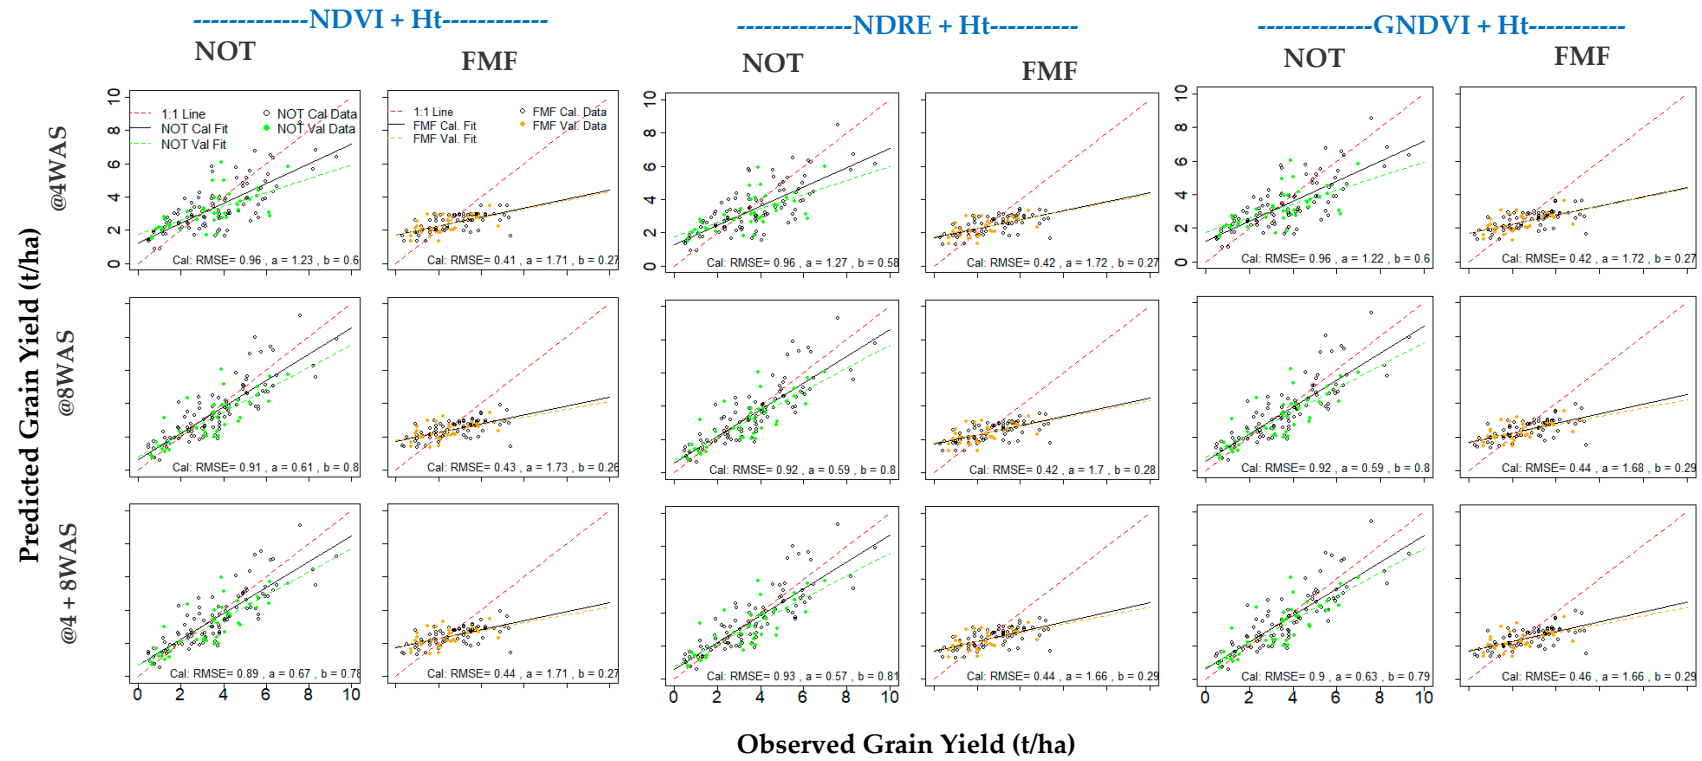 -------------NDVI + Ht------------
-------------NDRE + Ht----------
-------------GNDVI + Ht-----------
NOT
FMF
NOT
FMF
NOT
FMF
Predicted Grain Yield (t/ha)
@4WAS
10
8
6
4
2
0
1:1 Line
NOT Cal Fit
NOT Val Fit
NOT Cal Data
NOT Val Data
Cal: RMSE= 0.96 , a = 1.23 , b = 0.6
1:1 Line
FMF Cal. Fit
FMF Val. Fit
FMF Cal. Data
FMF Val. Data
Cal: RMSE= 0.41 , a = 1.71 , b = 0.27
10
8
6
4
2
0
Cal: RMSE= 0.96 , a = 1.27 , b = 0.58
Cal: RMSE= 0.42 , a = 1.72 , b = 0.27
10
8
6
4
2
0
Cal: RMSE= 0.96 , a = 1.22 , b = 0.6
Cal: RMSE= 0.42 , a = 1.72 , b = 0.27
@8WAS
Cal: RMSE= 0.91 , a = 0.61 , b = 0.8
Cal: RMSE= 0.43 , a = 1.73 , b = 0.26
Cal: RMSE= 0.92 , a = 0.59 , b = 0.8
Cal: RMSE= 0.42 , a = 1.7 , b = 0.28
Cal: RMSE= 0.92 , a = 0.59 , b = 0.8
Cal: RMSE= 0.44 , a = 1.68 , b = 0.29
@4 + 8WAS
Cal: RMSE= 0.89 , a = 0.67 , b = 0.78
Cal: RMSE= 0.44 , a = 1.71 , b = 0.27
Cal: RMSE= 0.93 , a = 0.57 , b = 0.81
Cal: RMSE= 0.44 , a = 1.66 , b = 0.29
Cal: RMSE= 0.9 , a = 0.63 , b = 0.79
Cal: RMSE= 0.46 , a = 1.66 , b = 0.29
0 2 4 6 8 10
0 2 4 6 8 10
0 2 4 6 8 10
Observed Grain Yield (t/ha)